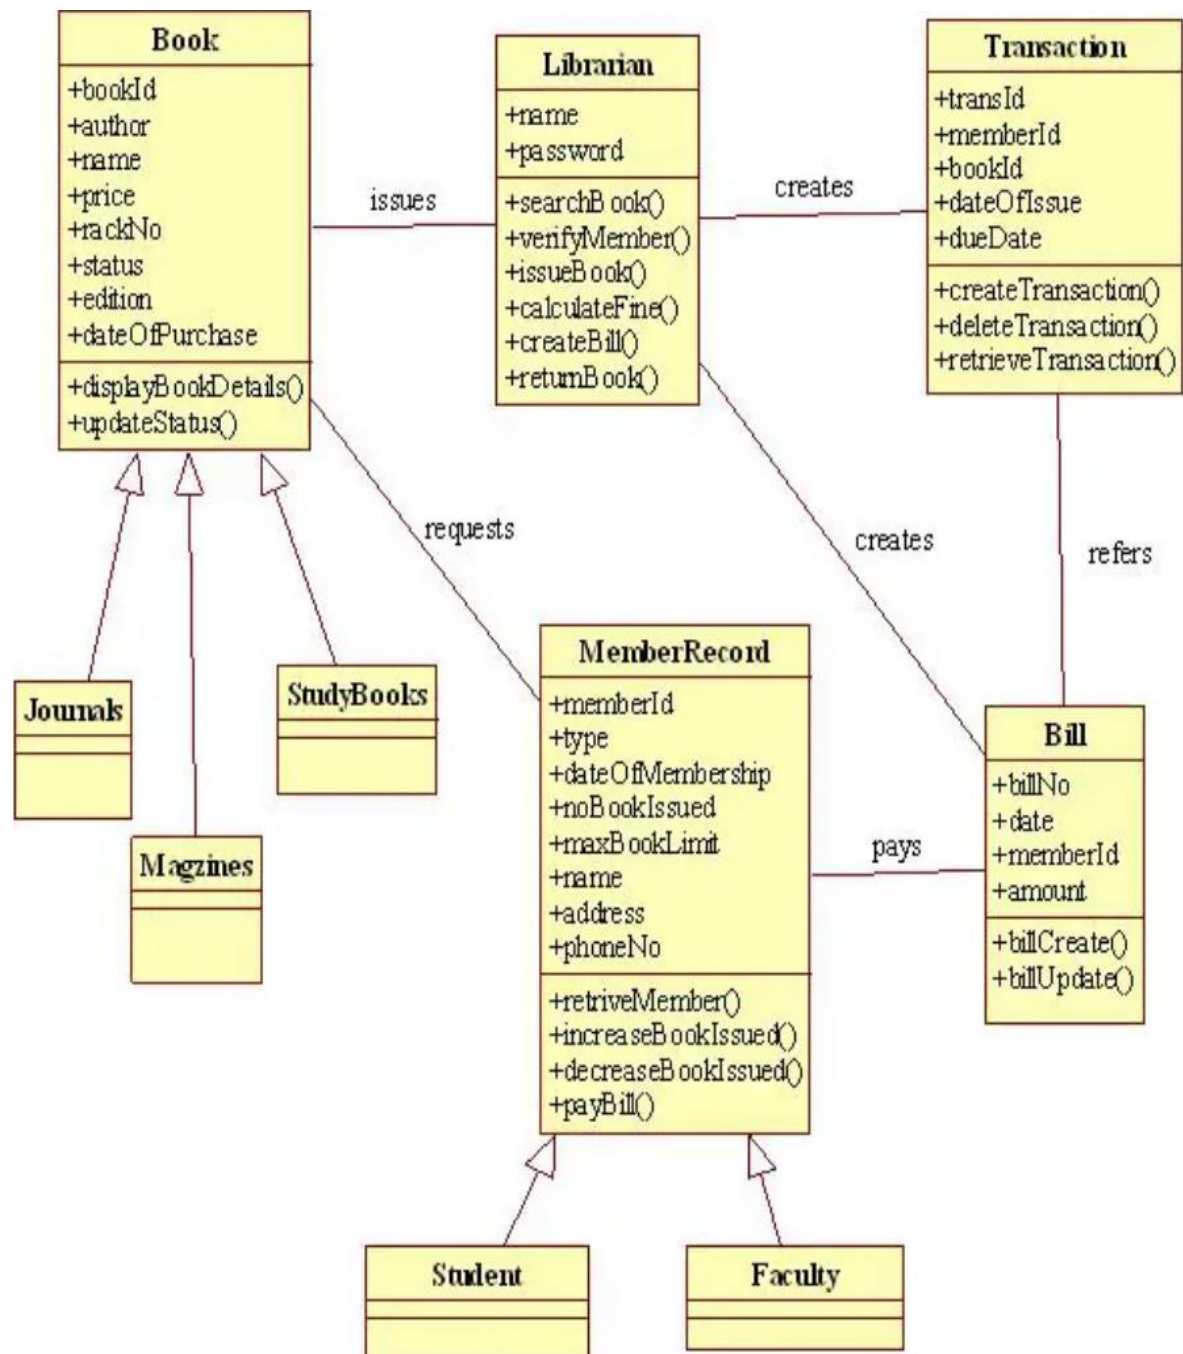 Book
+bookId
+author
+name
+price
+rackNo
+status
+edition
+dateOfPurchase
+displayBookDetails()
+updateStatus()
issues
Librarian
+name
+password
+searchBook()
+verifyMember()
+issueBook()
+calculateFine()
+createBill()
+returnBook()
creates
Transaction
+transId
+memberId
+bookId
+dateOfIssue
+dueDate
+createTransaction()
+deleteTransaction()
+retrieveTransaction()
requests
creates
refers
Journals
StudyBooks
Magzines
MemberRecord
+memberId
+type
+dateOfMembership
+noBookIssued
+maxBookLimit
+name
+address
+phoneNo
+retriveMember()
+increaseBookIssued()
+decreaseBookIssued()
+payBill()
pays
Bill
+billNo
+date
+memberId
+amount
+billCreate()
+billUpdate()
Student
Faculty